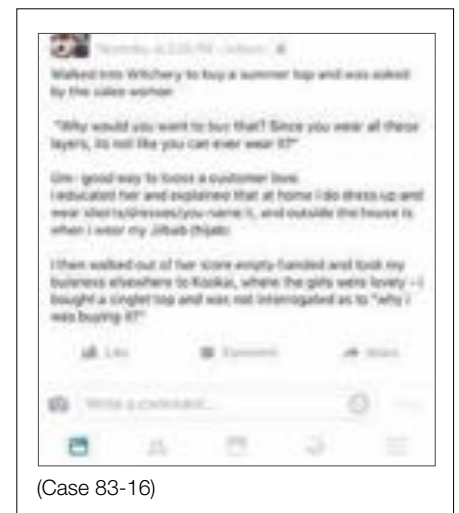 Walked into Witchery to buy a summer top and was asked
by the sales woman
"Why would you want to buy that? Since you wear all these
layers, its not like you can ever wear it?"
Um- good way to loose a customer love.
I educated her and explained that at home I do dress up and
wear shorts/dresses/you name it, and outside the house is
when I wear my Jilbab (hijab)
I then walked out of her store empty handed and took my
business elsewhere to Kookai, where the girls were lovely - I
bought a singlet top and was not interrogated as to "why I
was buying it?"
Like Comment Share
Write a comment...
(Case 83-16)